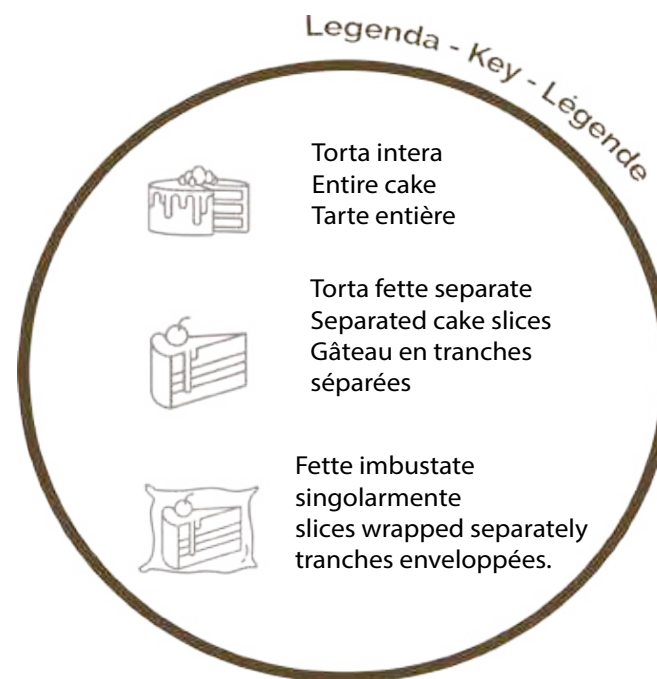 Legenda - Key - Légende
Torta intera
Entire cake
Tarte entière
Torta fette separate
Separated cake slices
Gâteau en tranches
séparées
Fette imbustate
singolarmente
slices wrapped separately
tranches enveloppées.